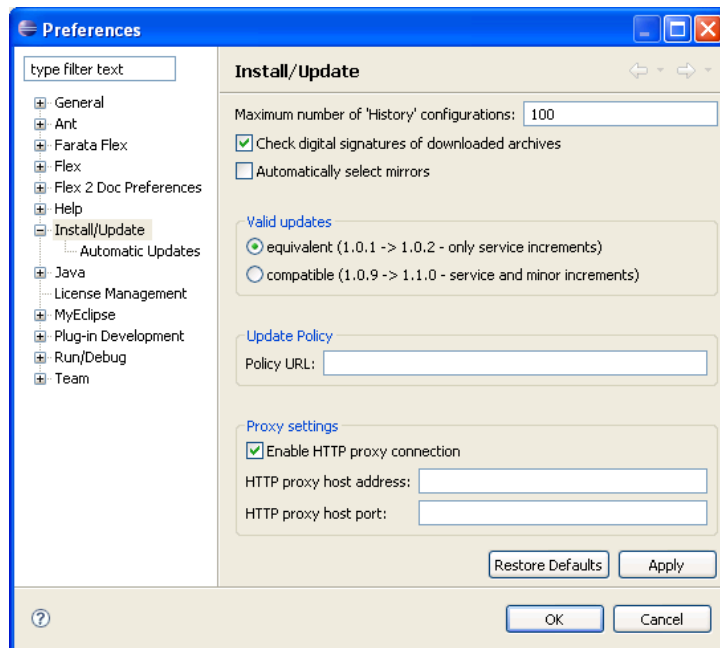 Preferences
type filter text
General
Ant
Farata Flex
Flex
Flex 2 Doc Preferences
Help
Install/Update
Automatic Updates
Java
License Management
MyEclipse
Plug-in Development
Run/Debug
Team
Install/Update
Maximum number of 'History' configurations: 100
Check digital signatures of downloaded archives
Automatically select mirrors
Valid updates
equivalent (1.0.1 -> 1.0.2 - only service increments)
compatible (1.0.9 -> 1.1.0 - service and minor increments)
Update Policy
Policy URL:
Proxy settings
Enable HTTP proxy connection
HTTP proxy host address:
HTTP proxy host port:
Restore Defaults Apply
? OK Cancel